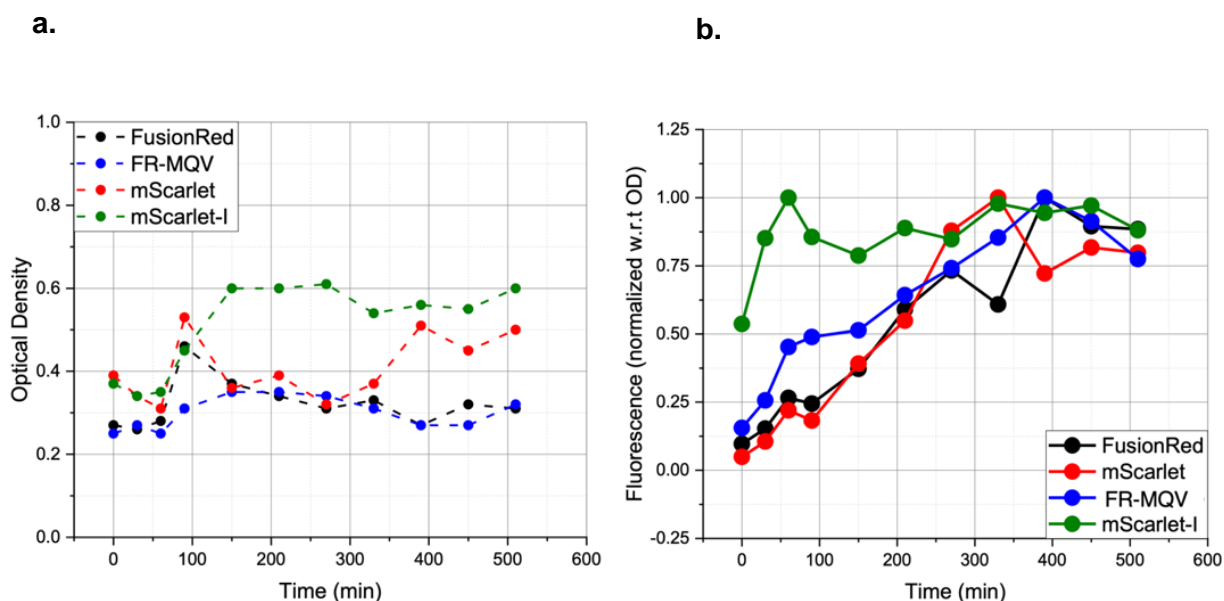 a.
b.
1.0
0.8
0.6
0.4
0.2
0.0
Optical Density
FusionRed
FR-MQV
mScarlet
mScarlet-I
0 100 200 300 400 500 600
Time (min)
1.25
1.00
0.75
0.50
0.25
0.00
-0.25
Fluorescence (normalized w.r.t OD)
FusionRed
mScarlet
FR-MQV
mScarlet-I
0 100 200 300 400 500 600
Time (min)